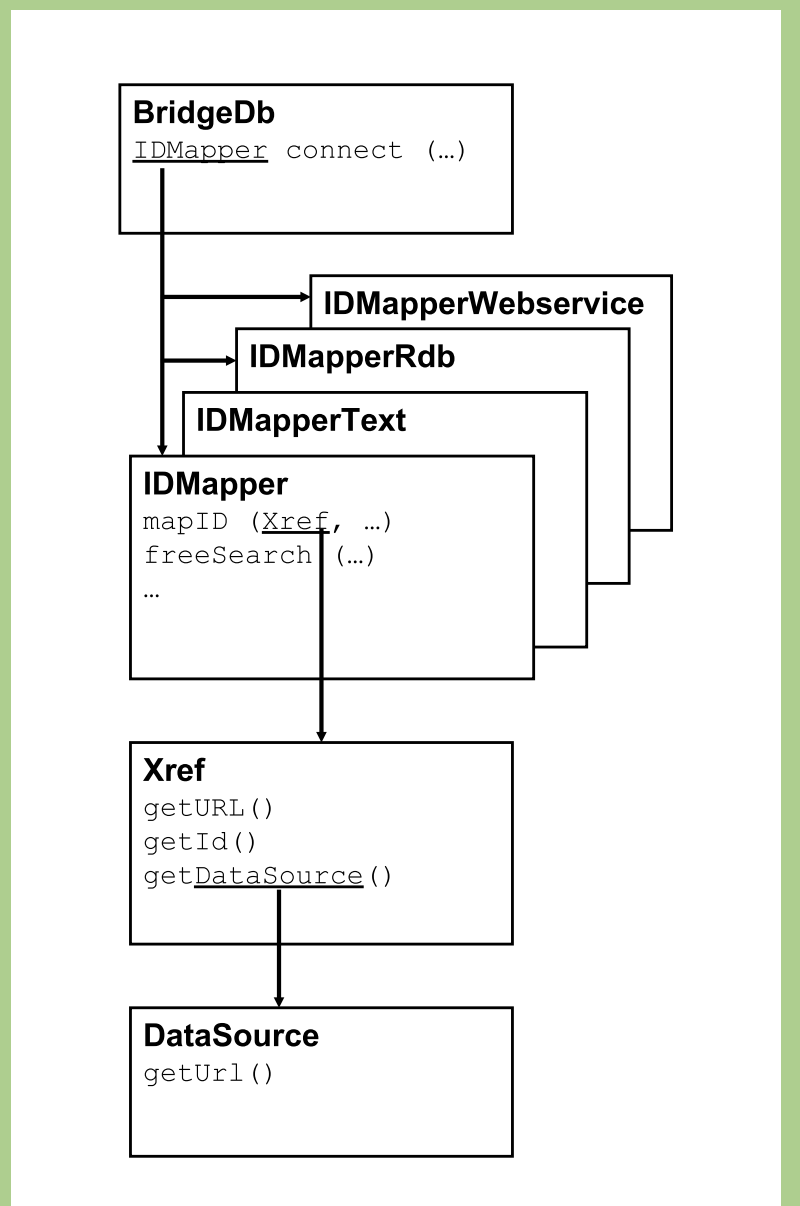 BridgeDb
IDMapper connect (…)
IDMapperWebservice
IDMapperRdb
IDMapperText
IDMapper
mapID (Xref, …)
freeSearch (…)
…
Xref
getURL()
getId()
getDataSource()
DataSource
getUrl()